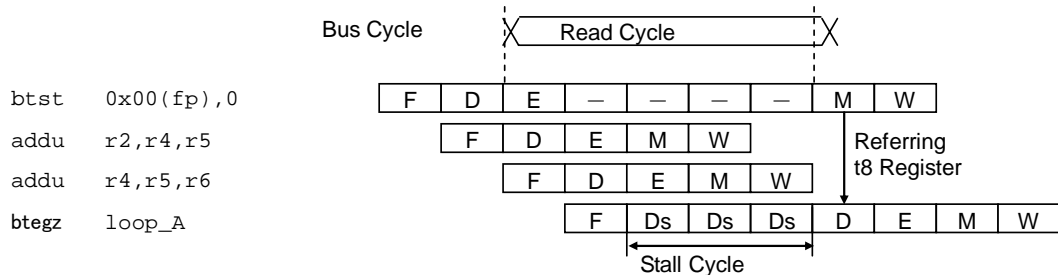 Bus Cycle Read Cycle
btst 0x00(fp),0 F D E — — — — M W
addu r2,r4,r5 F D E M W
Referring
t8 Register
addu r4,r5,r6 F D E M W
btegz loop_A F Ds Ds Ds D E M W
Stall Cycle